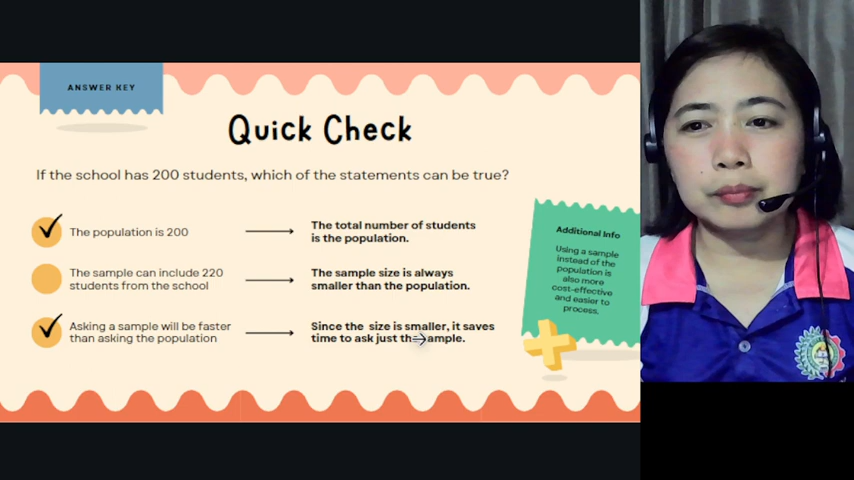 ANSWER KEY
Quick Check
If the school has 200 students, which of the statements can be true?
The population is 200
The total number of students
is the population.
The sample can include 220
students from the school
The sample size is always
smaller than the population.
Asking a sample will be faster
than asking the population
Since the size is smaller, it saves
time to ask just the sample.
Additional Info
Using a sample
instead of the
population is
also more
cost-effective
and easier to
process.